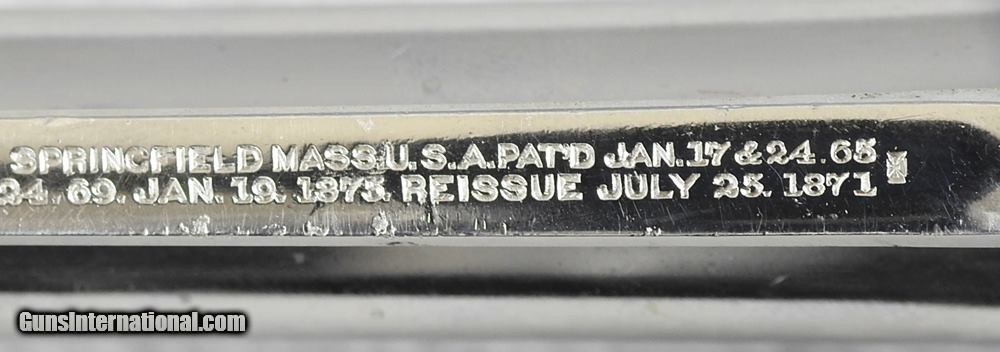 SPRINGFIELD MASS.U.S.A.PAT'D JAN.17 & 24.65
24.69. JAN. 19. 1875. REISSUE JULY 25. 1871
GunsInternational.com